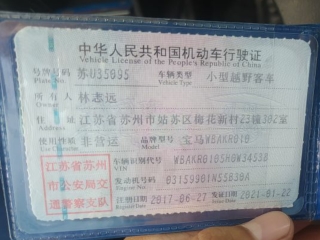 中华人民共和国机动车行驶证
Vehicle License of the People's Republic of China
号牌号码 苏U35095 车辆类型 小型越野客车
Plate No. Vehicle Type
所有人 林志远
Owner
住址 江苏省苏州市姑苏区梅花新村23幢302室
Address
使用性质 非营运 品牌型号 宝马WBAKR010
Use Character Model
江苏省苏州市公安局交通警察支队
车辆识别代号 WBAKR0105H0W34538
VIN
发动机号码 03159901N55B30A
Engine No.
注册日期 2017-06-27 发证日期 2021-01-22
Register Date Issue Date